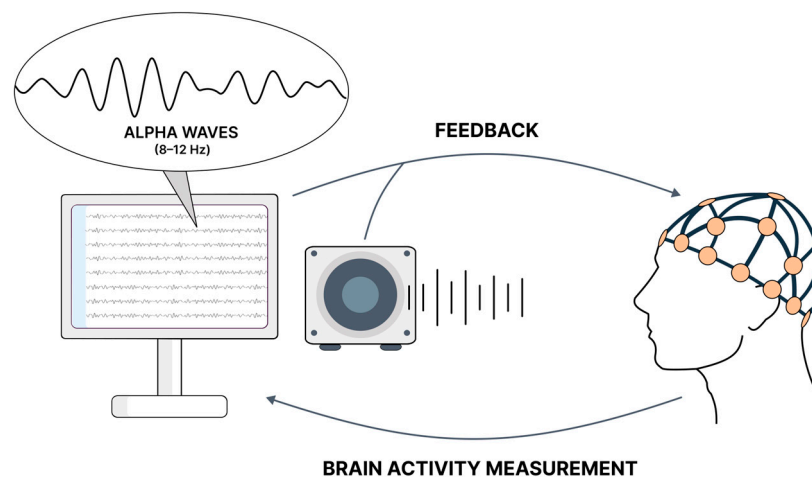 ALPHA WAVES
(8–12 Hz)
FEEDBACK
BRAIN ACTIVITY MEASUREMENT